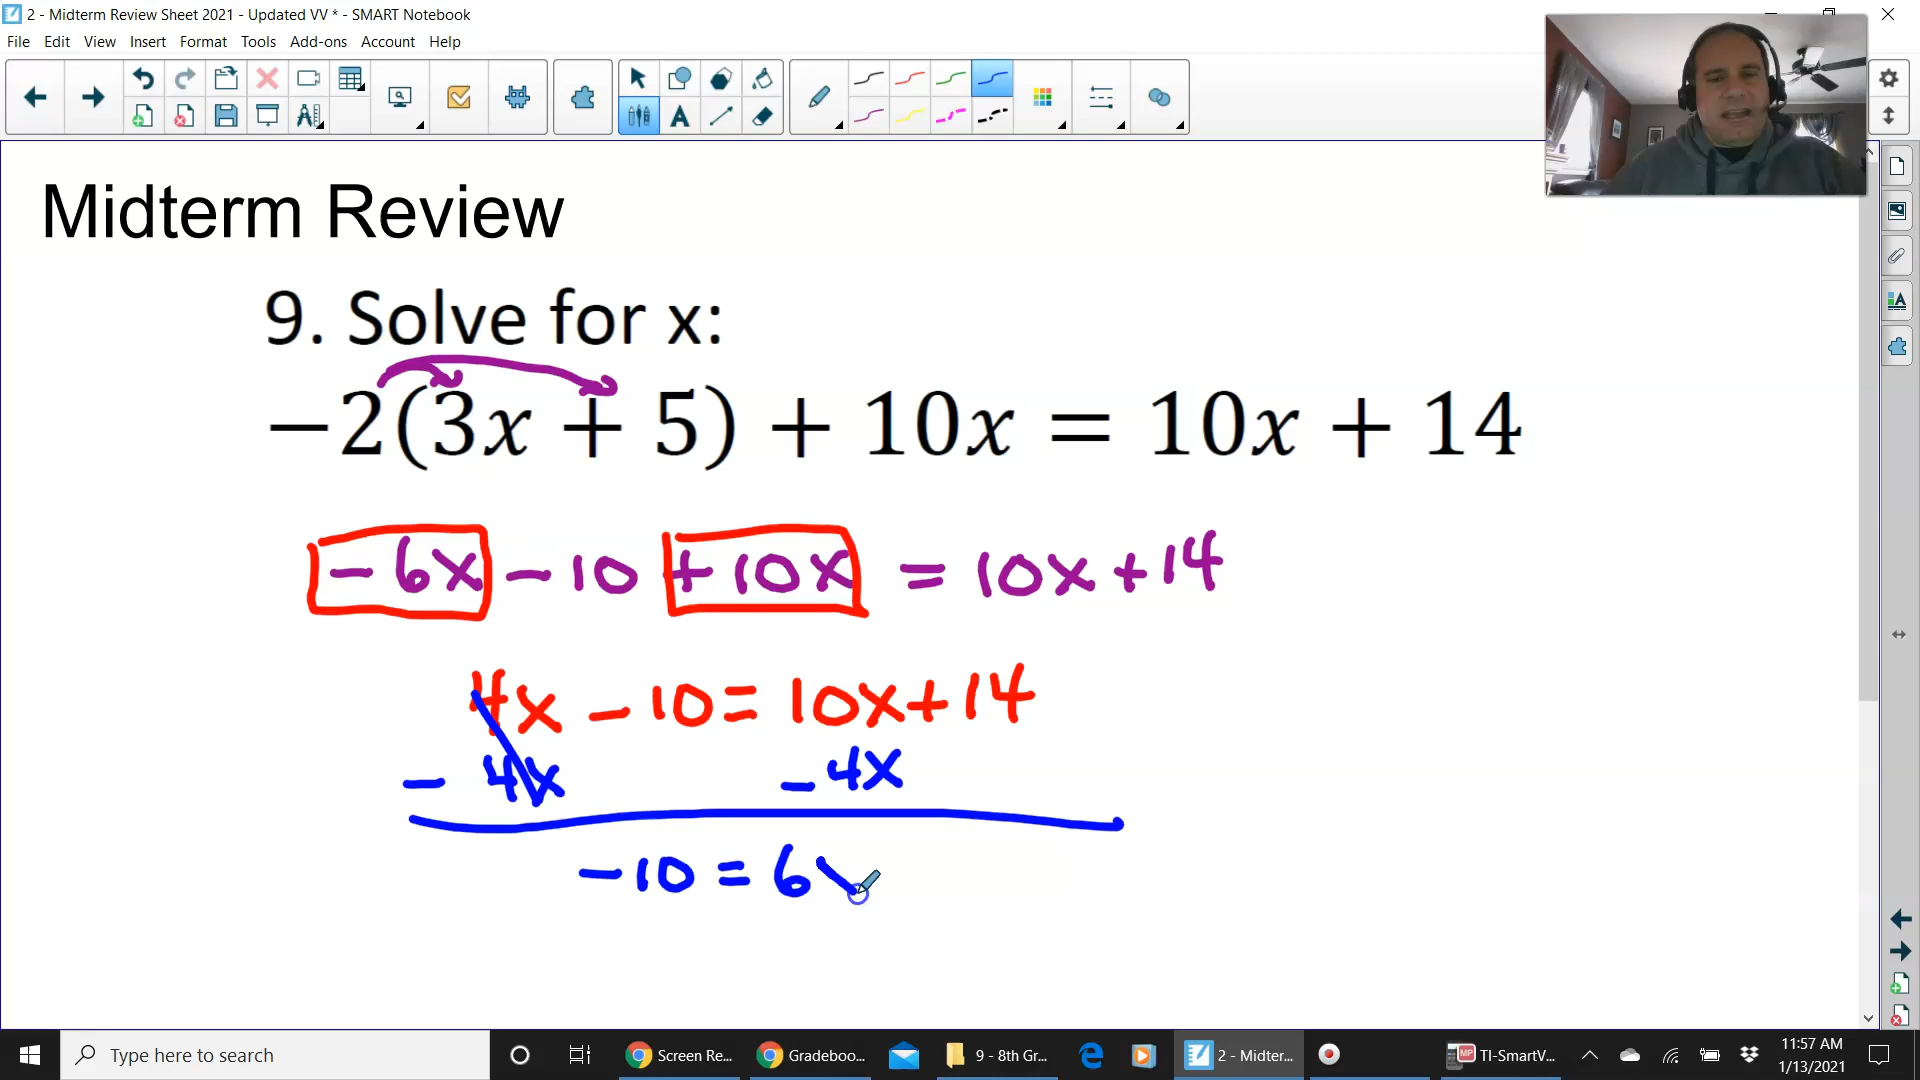 2 - Midterm Review Sheet 2021 - Updated VV * - SMART Notebook
File Edit View Insert Format Tools Add-ons Account Help
Midterm Review
9. Solve for x:
−2(3x + 5) + 10x = 10x + 14
-6x -10 +10x = 10x+14
4x -10 = 10x+14
- 4x -4x
-10 = 6
Type here to search
Screen Re...
Gradeboo...
9 - 8th Gr...
2 - Midter...
TI-SmartV...
11:57 AM
1/13/2021